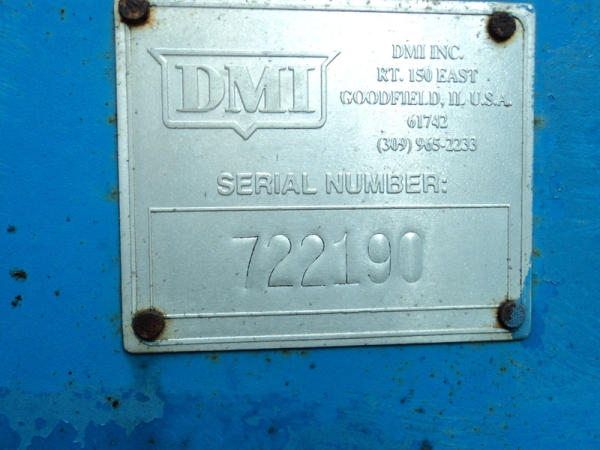 DMI
DMI INC.
RT. 150 EAST
GOODFIELD, IL U.S.A.
61742
(309) 965-2233
SERIAL NUMBER:
722190